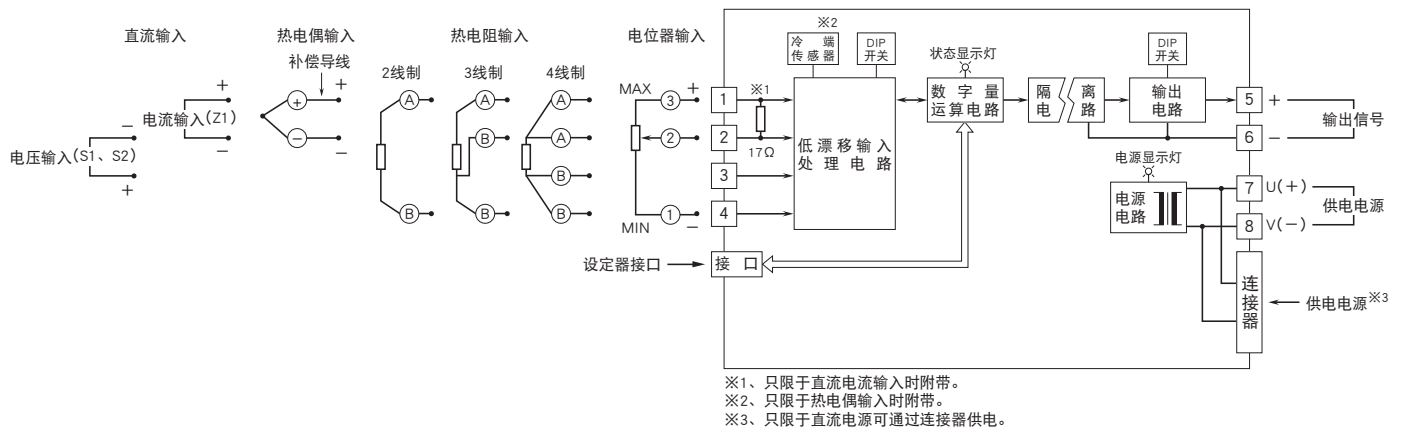 直流输入
电流输入(Z1)
+
−
电压输入(S1、S2)
−
+
热电偶输入
补偿导线
+
+
−
−
热电阻输入
2线制
A
B
3线制
A
B
B
4线制
A
A
B
B
电位器输入
MAX
3
+
2
1
MIN
−
设定器接口
接 口
1
2
3
4
※1
17Ω
※2
冷 端
传感器
DIP
开关
低漂移输入
处理电路
状态显示灯
数字量
运算电路
隔 离
电 路
DIP
开关
输出
电路
5 +
6 −
输出信号
电源显示灯
电源
电路
7 U(+)
8 V(−)
供电电源
连接器
供电电源※3
※1、只限于直流电流输入时附带。
※2、只限于热电偶输入时附带。
※3、只限于直流电源可通过连接器供电。